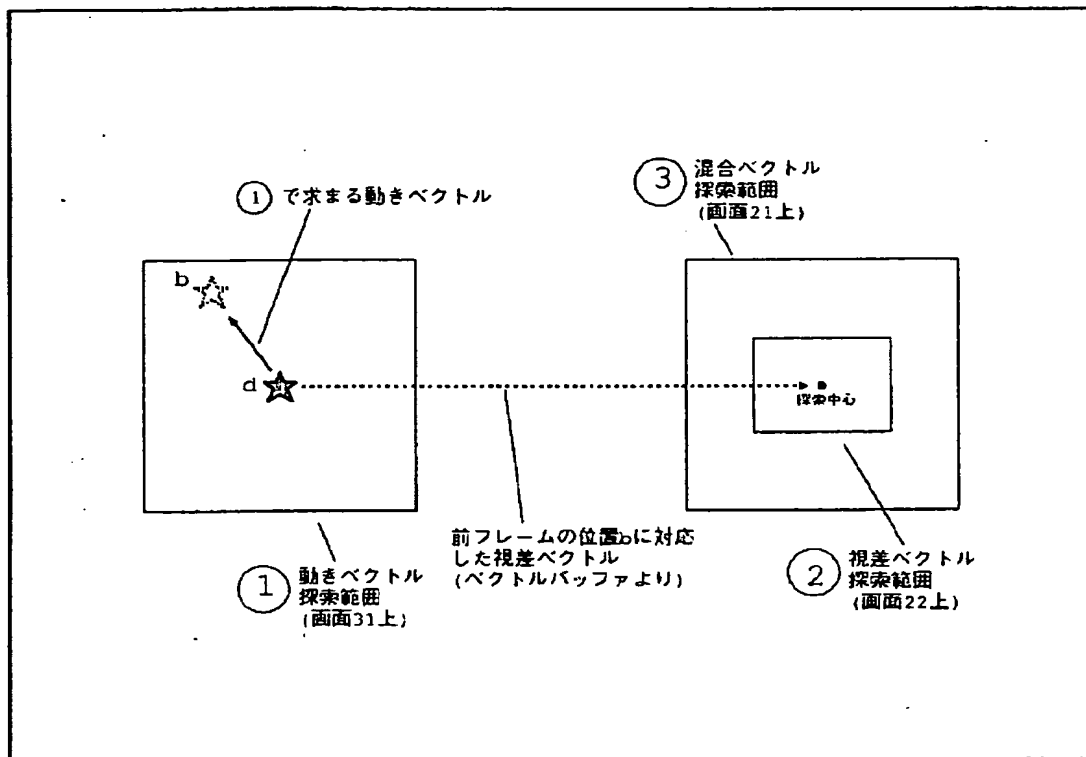 ① で求まる動きベクトル
b
d
③ 混合ベクトル
探索範囲
(画面21上)
探索中心
前フレームの位置bに対応
した視差ベクトル
(ベクトルバッファより)
① 動きベクトル
探索範囲
(画面31上)
② 視差ベクトル
探索範囲
(画面22上)